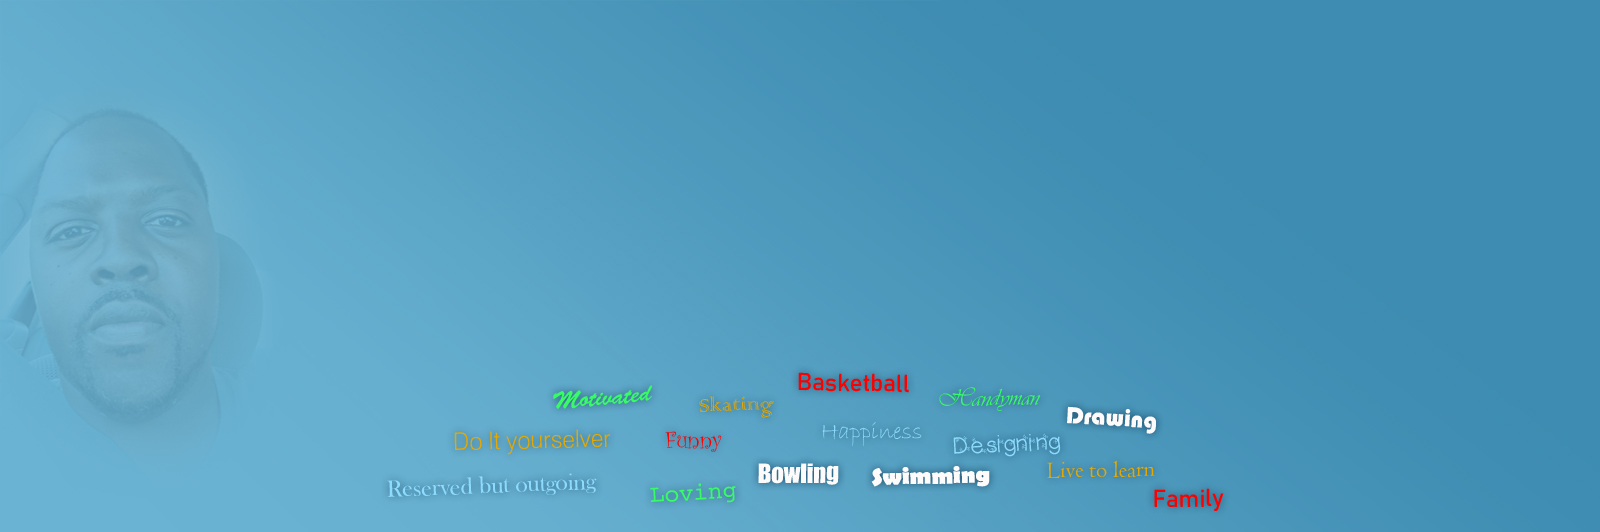 Basketball
Motivated
Skating
Handyman
Drawing
Do It yourselver
Funny
Happiness
Designing
Reserved but outgoing
Loving
Bowling
Swimming
Live to learn
Family